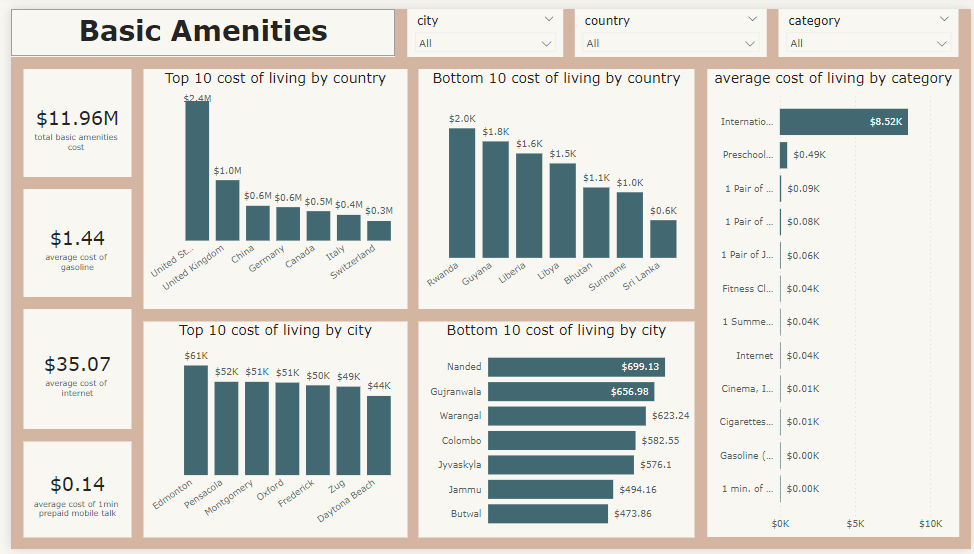 Basic Amenities
city
All
country
All
category
All
$11.96M
total basic amenities
cost
$1.44
average cost of
gasoline
$35.07
average cost of
internet
$0.14
average cost of 1min
prepaid mobile talk
Top 10 cost of living by country
$2.4M
$1.0M
$0.6M
$0.6M
$0.5M
$0.4M
$0.3M
United St...
United Kingdom
China
Germany
Canada
Italy
Switzerland
Bottom 10 cost of living by country
$2.0K
$1.8K
$1.6K
$1.5K
$1.1K
$1.0K
$0.6K
Rwanda
Guyana
Liberia
Libya
Bhutan
Suriname
Sri Lanka
average cost of living by category
Internatio... $8.52K
Preschool... $0.49K
1 Pair of ... $0.09K
1 Pair of ... $0.08K
1 Pair of J... $0.06K
Fitness Cl... $0.04K
1 Summe... $0.04K
Internet $0.04K
Cinema, I... $0.01K
Cigarettes... $0.01K
Gasoline (... $0.00K
1 min. of ... $0.00K
$0K $5K $10K
Top 10 cost of living by city
$61K
$52K
$51K
$51K
$50K
$49K
$44K
Edmonton
Pensacola
Montgomery
Oxford
Frederick
Zug
Daytona Beach
Bottom 10 cost of living by city
Nanded $699.13
Gujranwala $656.98
Warangal $623.24
Colombo $582.55
Jyvaskyla $576.1
Jammu $494.16
Butwal $473.86